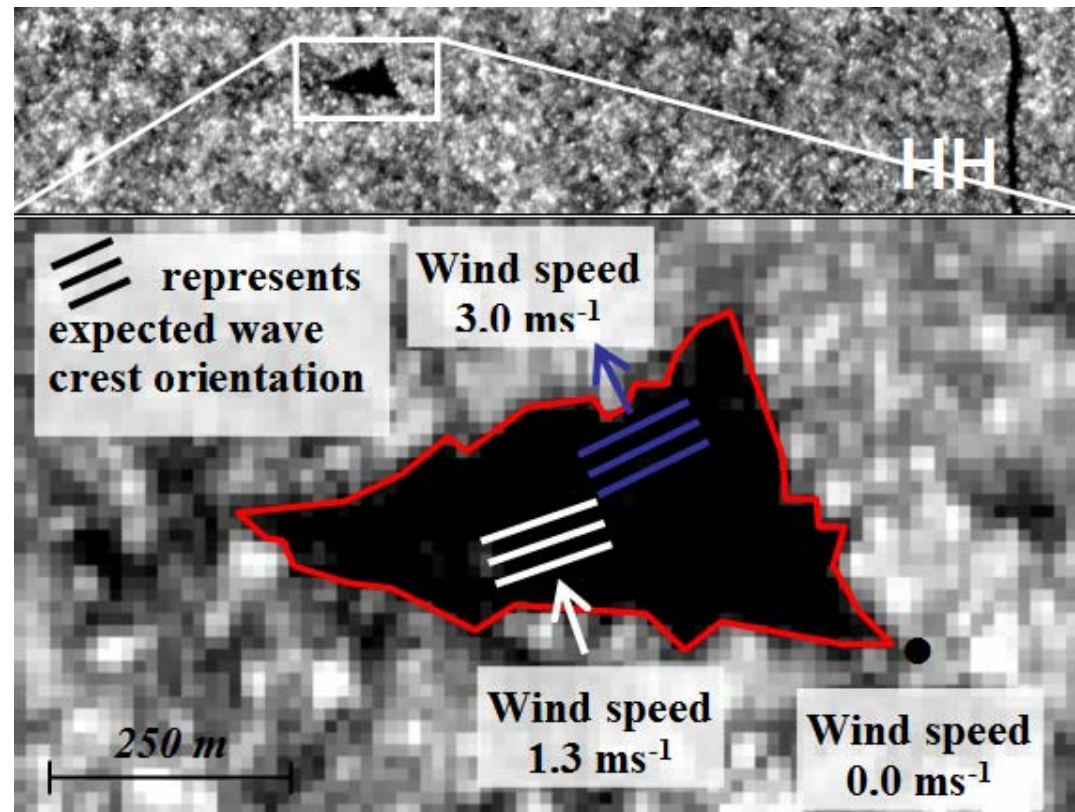 HH
represents
expected wave
crest orientation
Wind speed
3.0 ms⁻¹
250 m
Wind speed
1.3 ms⁻¹
Wind speed
0.0 ms⁻¹